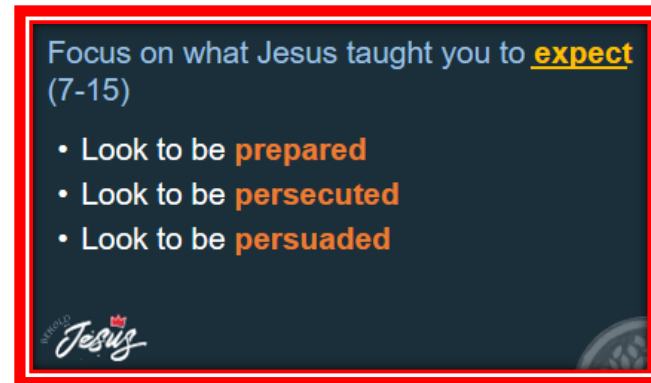 Focus on what Jesus taught you to expect
(7-15)
• Look to be prepared
• Look to be persecuted
• Look to be persuaded
BEHOLD
Jesus